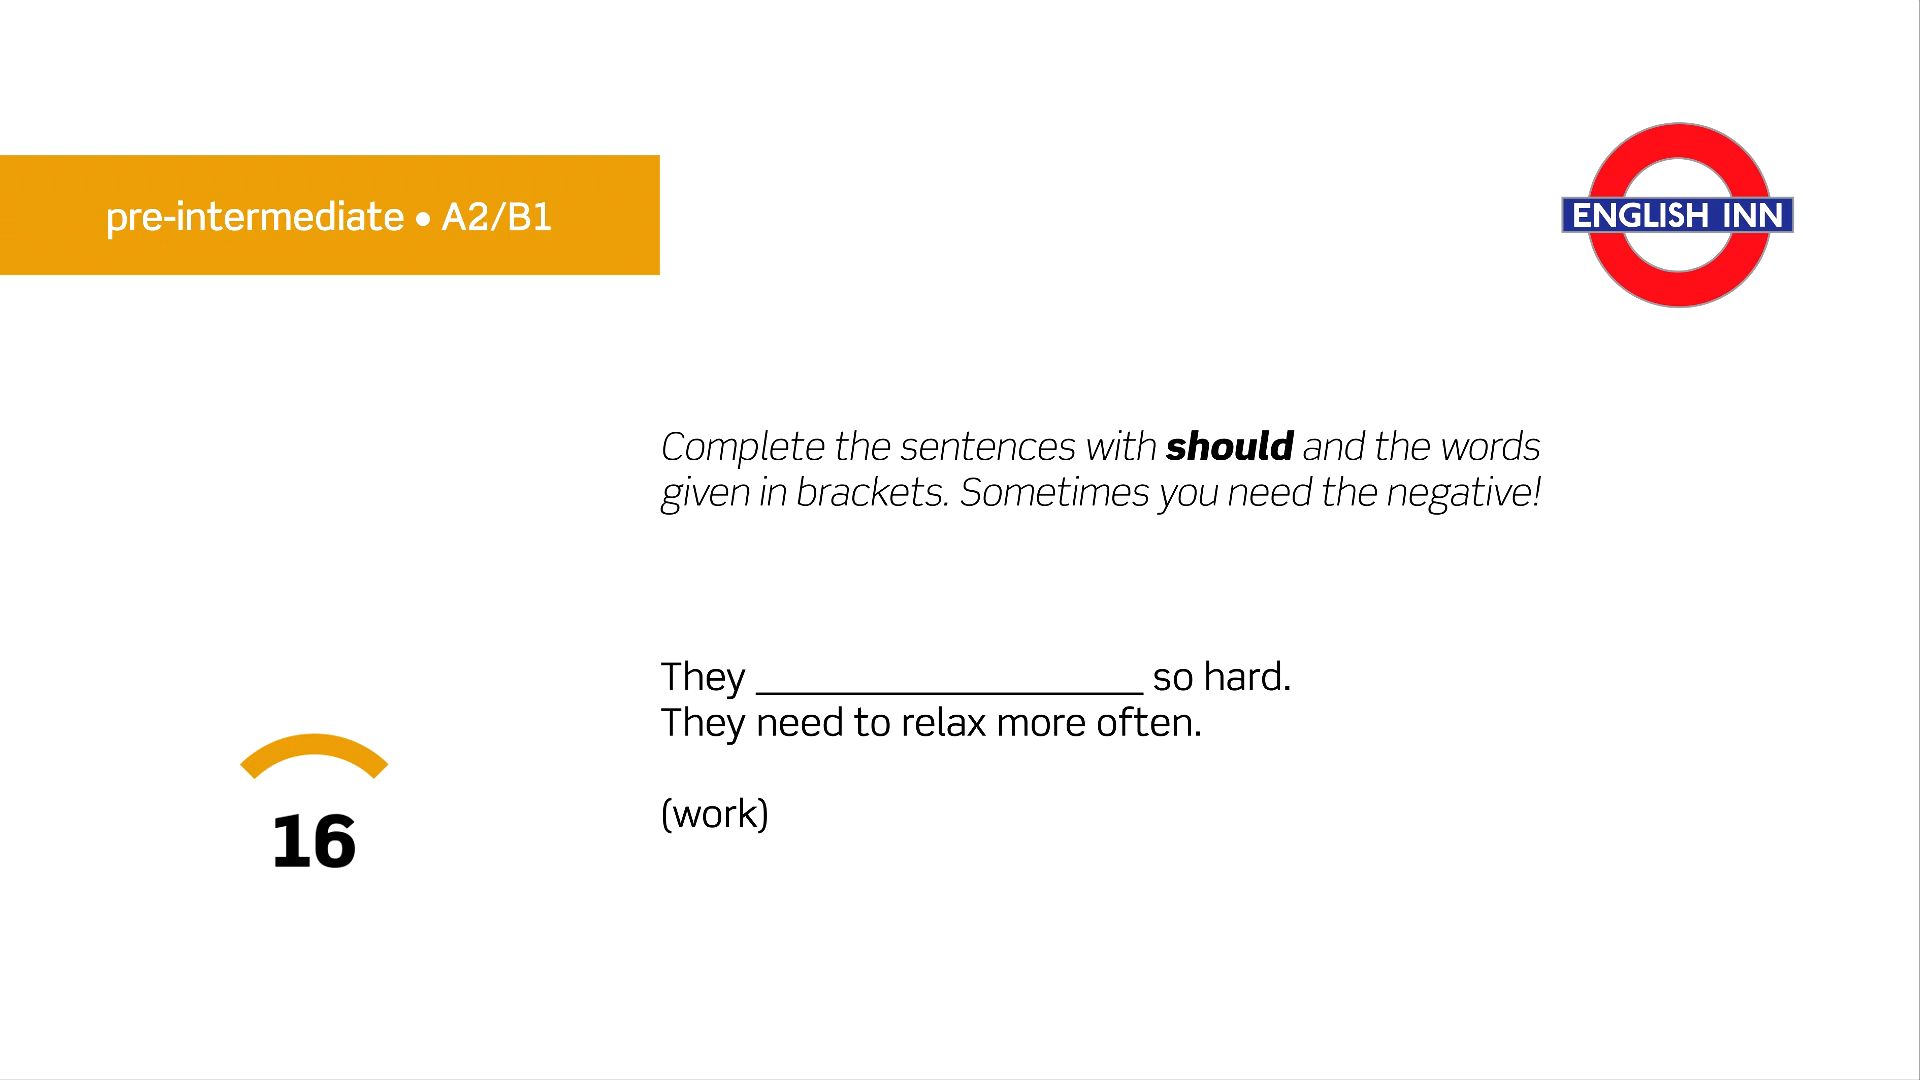 pre-intermediate • A2/B1
ENGLISH INN
Complete the sentences with should and the words
given in brackets. Sometimes you need the negative!
They ___________________ so hard.
They need to relax more often.
(work)
16